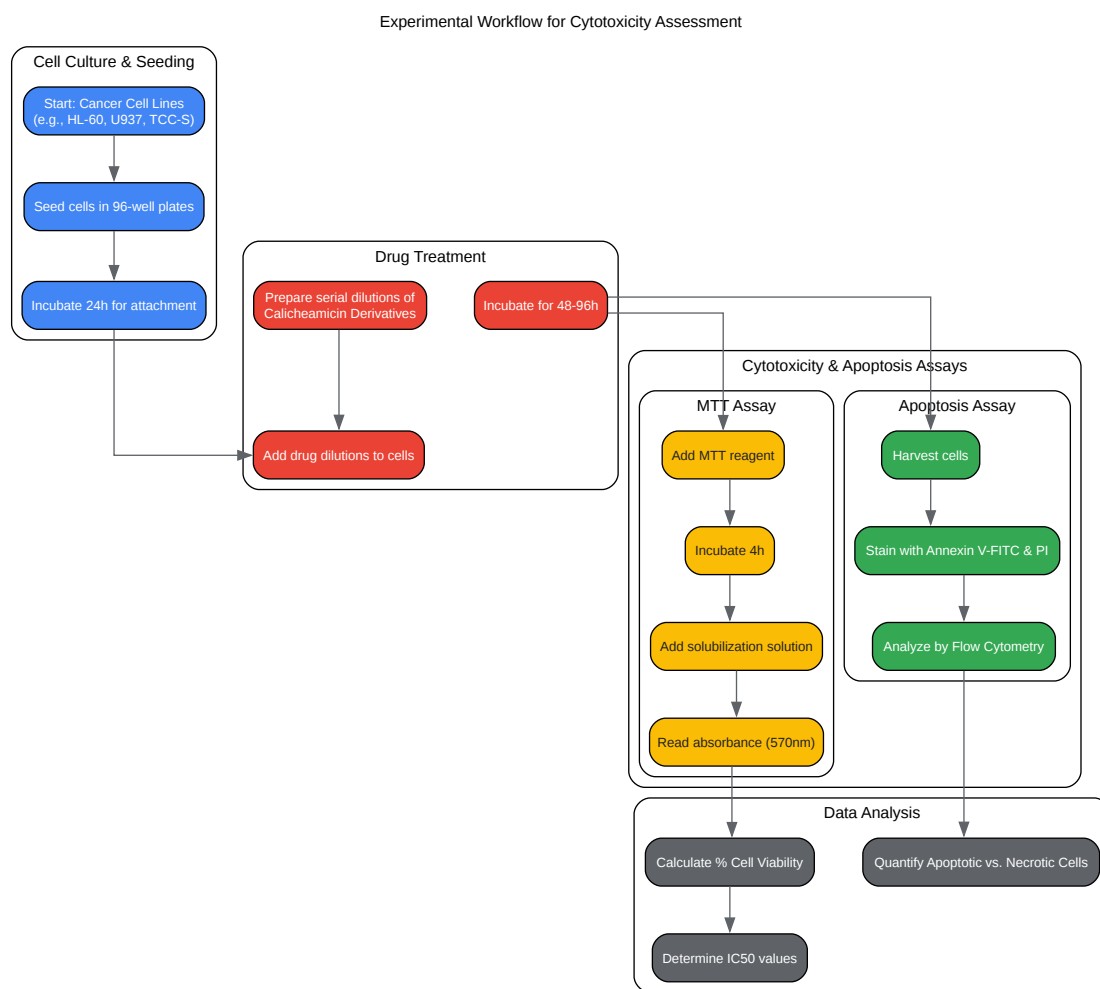 Experimental Workflow for Cytotoxicity Assessment
Cell Culture & Seeding
Start: Cancer Cell Lines
(e.g., HL-60, U937, TCC-S)
Seed cells in 96-well plates
Incubate 24h for attachment
Drug Treatment
Prepare serial dilutions of
Calicheamicin Derivatives
Incubate for 48-96h
Add drug dilutions to cells
Cytotoxicity & Apoptosis Assays
MTT Assay
Add MTT reagent
Incubate 4h
Add solubilization solution
Read absorbance (570nm)
Apoptosis Assay
Harvest cells
Stain with Annexin V-FITC & PI
Analyze by Flow Cytometry
Data Analysis
Calculate % Cell Viability
Quantify Apoptotic vs. Necrotic Cells
Determine IC50 values